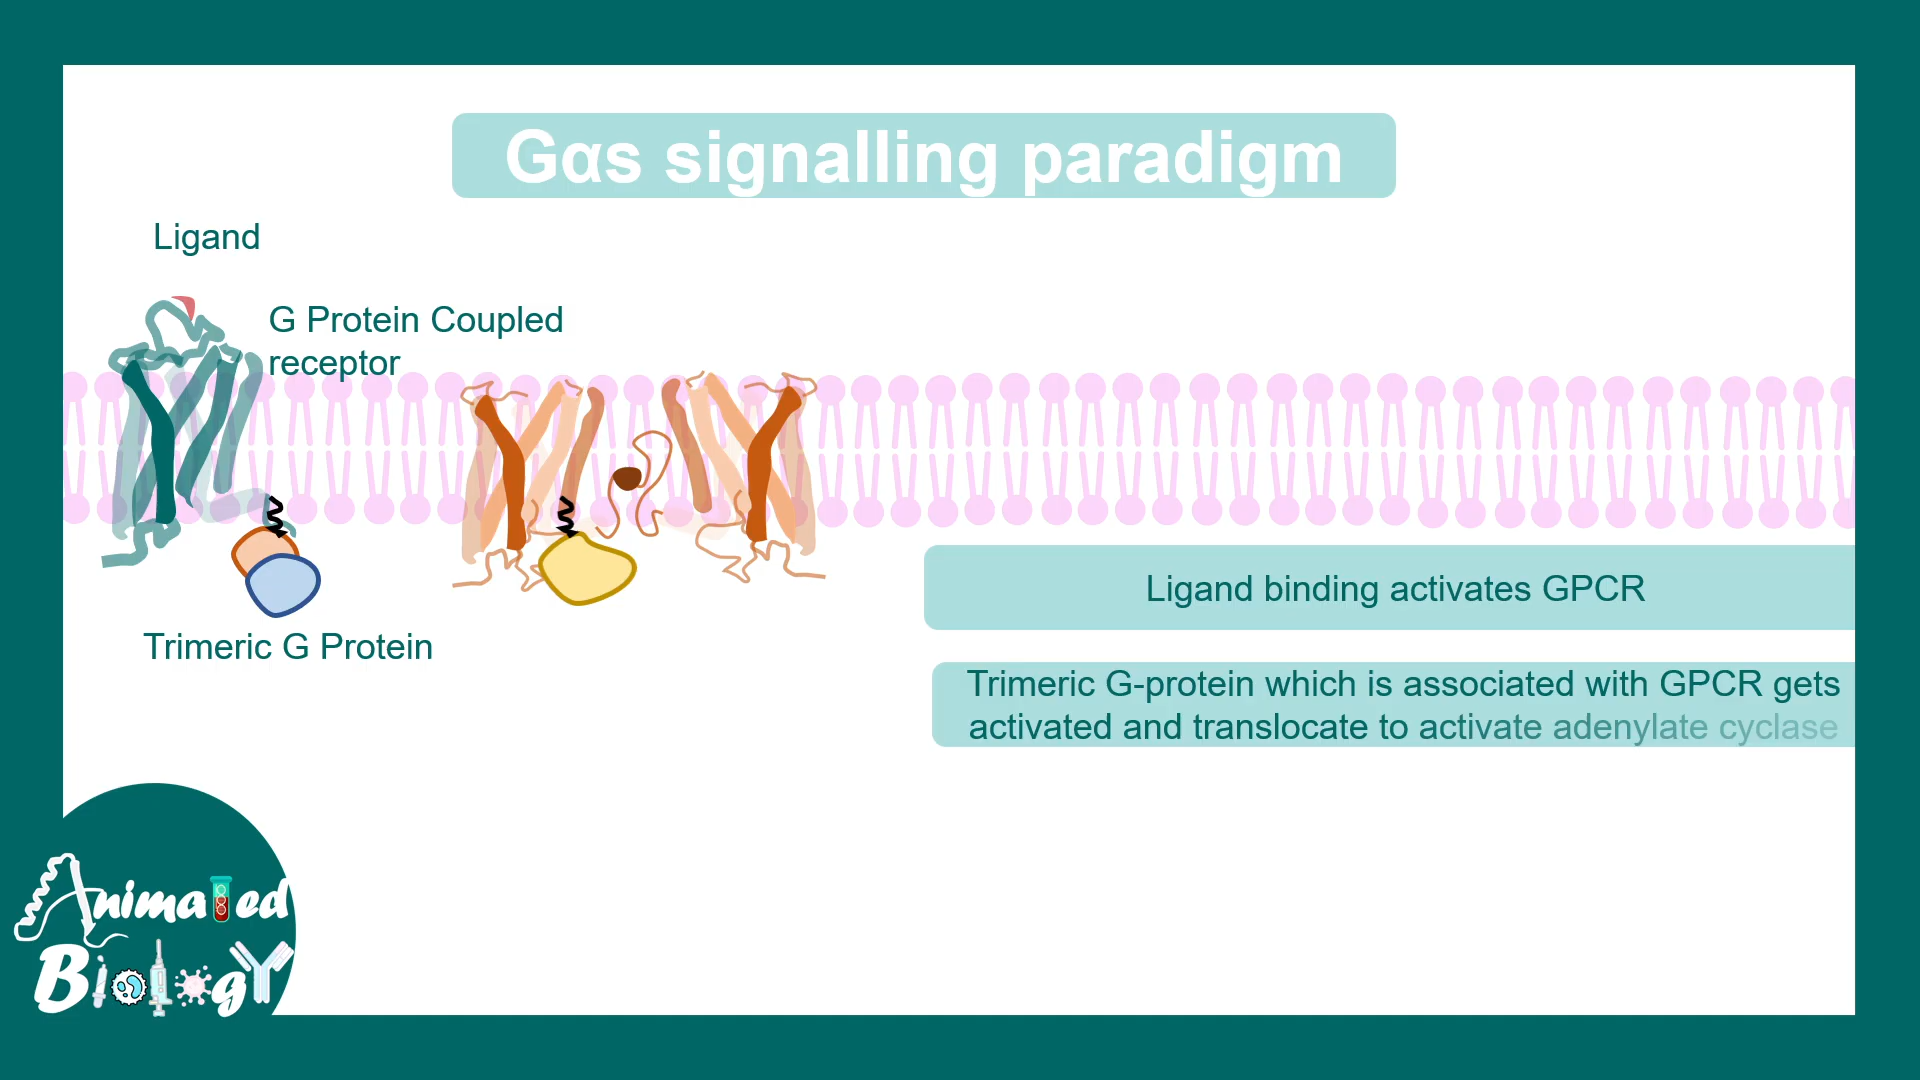 Gαs signalling paradigm
Ligand
G Protein Coupled
receptor
Ligand binding activates GPCR
Trimeric G Protein
Trimeric G-protein which is associated with GPCR gets
activated and translocate to activate adenylate cyclase
Animated
Biology